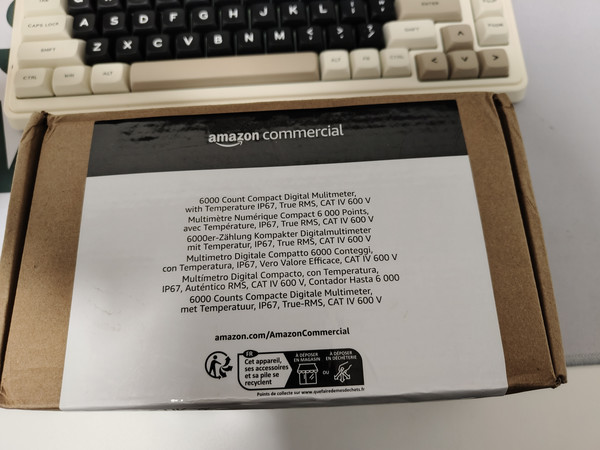 A S D F G H J K L
CAPS LOCK
ENTER
Z X C V B N M
SHIFT
SHIFT
CTRL
ALT
amazon commercial
6000 Count Compact Digital Mulitmeter,
with Temperature IP67, True RMS, CAT IV 600 V
Multimètre Numérique Compact 6 000 Points,
avec Température, IP67, True RMS, CAT IV 600 V
6000er-Zählung Kompakter Digitalmultimeter
mit Temperatur, IP67, True RMS, CAT IV 600 V
Multimetro Digitale Compatto 6000 Conteggi,
con Temperatura, IP67, Vero Valore Efficace, CAT IV 600 V
Multímetro Digital Compacto, con Temperatura,
IP67, Auténtico RMS, CAT IV 600 V, Contador Hasta 6 000
6000 Counts Compacte Digitale Multimeter,
met Temperatuur, IP67, True-RMS, CAT IV 600 V
amazon.com/AmazonCommercial
FR
Cet appareil,
ses accessoires
et sa pile se
recyclent
À DÉPOSER
EN MAGASIN
OU
À DÉPOSER
EN DÉCHÈTERIE
Points de collecte sur www.quefairedemesdechets.fr